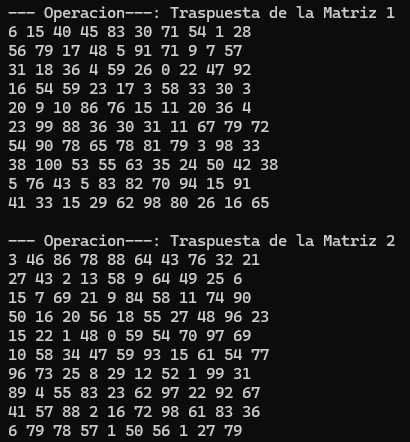 --- Operacion---: Traspuesta de la Matriz 1
6 15 40 45 83 30 71 54 1 28
56 79 17 48 5 91 71 9 7 57
31 18 36 4 59 26 0 22 47 92
16 54 59 23 17 3 58 33 30 3
20 9 10 86 76 15 11 20 36 4
23 99 88 36 30 31 11 67 79 72
54 90 78 65 78 81 79 3 98 33
38 100 53 55 63 35 24 50 42 38
5 76 43 5 83 82 70 94 15 91
41 33 15 29 62 98 80 26 16 65
--- Operacion---: Traspuesta de la Matriz 2
3 46 86 78 88 64 43 76 32 21
27 43 2 13 58 9 64 49 25 6
15 7 69 21 9 84 58 11 74 90
50 16 20 56 18 55 27 48 96 23
15 22 1 48 0 59 54 70 97 69
10 58 34 47 59 93 15 61 54 77
96 73 25 8 29 12 52 1 99 31
89 4 55 83 23 62 97 22 92 67
41 57 88 2 16 72 98 61 83 36
6 79 78 57 1 50 56 1 27 79